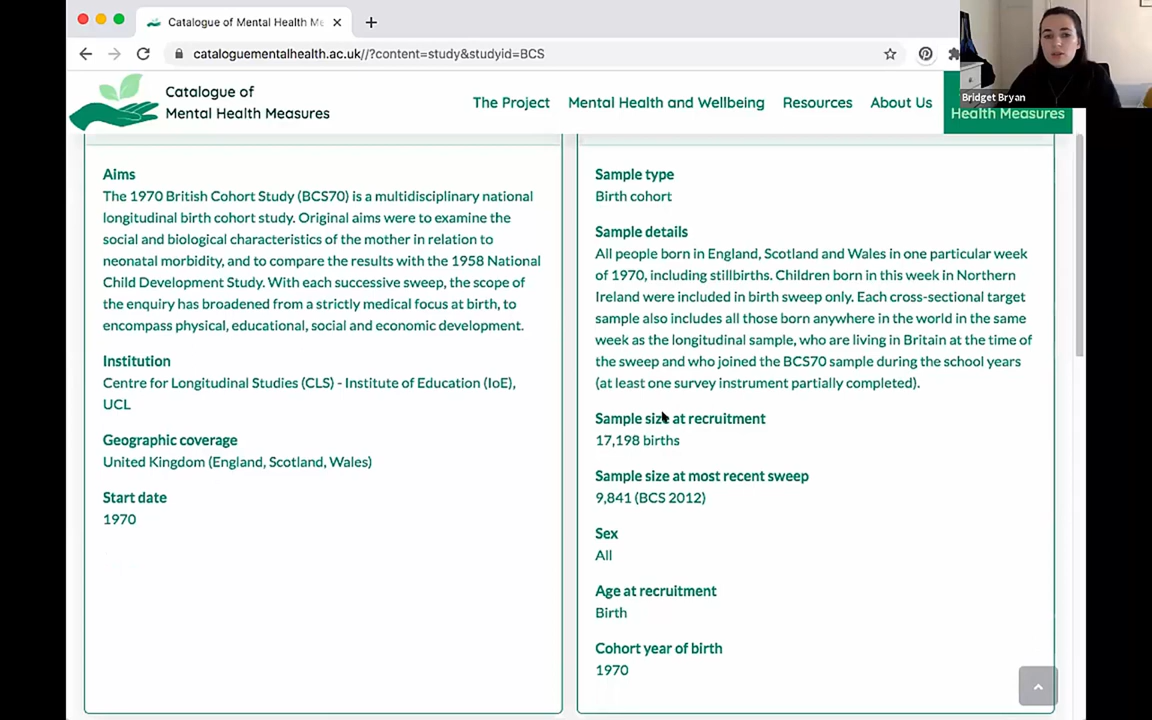 Catalogue of Mental Health Me
cataloguementalhealth.ac.uk//?content=study&studyid=BCS
Bridget Bryan
Catalogue of
Mental Health Measures
The Project
Mental Health and Wellbeing
Resources
About Us
Health Measures
Aims
The 1970 British Cohort Study (BCS70) is a multidisciplinary national
longitudinal birth cohort study. Original aims were to examine the
social and biological characteristics of the mother in relation to
neonatal morbidity, and to compare the results with the 1958 National
Child Development Study. With each successive sweep, the scope of
the enquiry has broadened from a strictly medical focus at birth, to
encompass physical, educational, social and economic development.
Institution
Centre for Longitudinal Studies (CLS) - Institute of Education (IoE),
UCL
Geographic coverage
United Kingdom (England, Scotland, Wales)
Start date
1970
Sample type
Birth cohort
Sample details
All people born in England, Scotland and Wales in one particular week
of 1970, including stillbirths. Children born in this week in Northern
Ireland were included in birth sweep only. Each cross-sectional target
sample also includes all those born anywhere in the world in the same
week as the longitudinal sample, who are living in Britain at the time of
the sweep and who joined the BCS70 sample during the school years
(at least one survey instrument partially completed).
Sample size at recruitment
17,198 births
Sample size at most recent sweep
9,841 (BCS 2012)
Sex
All
Age at recruitment
Birth
Cohort year of birth
1970